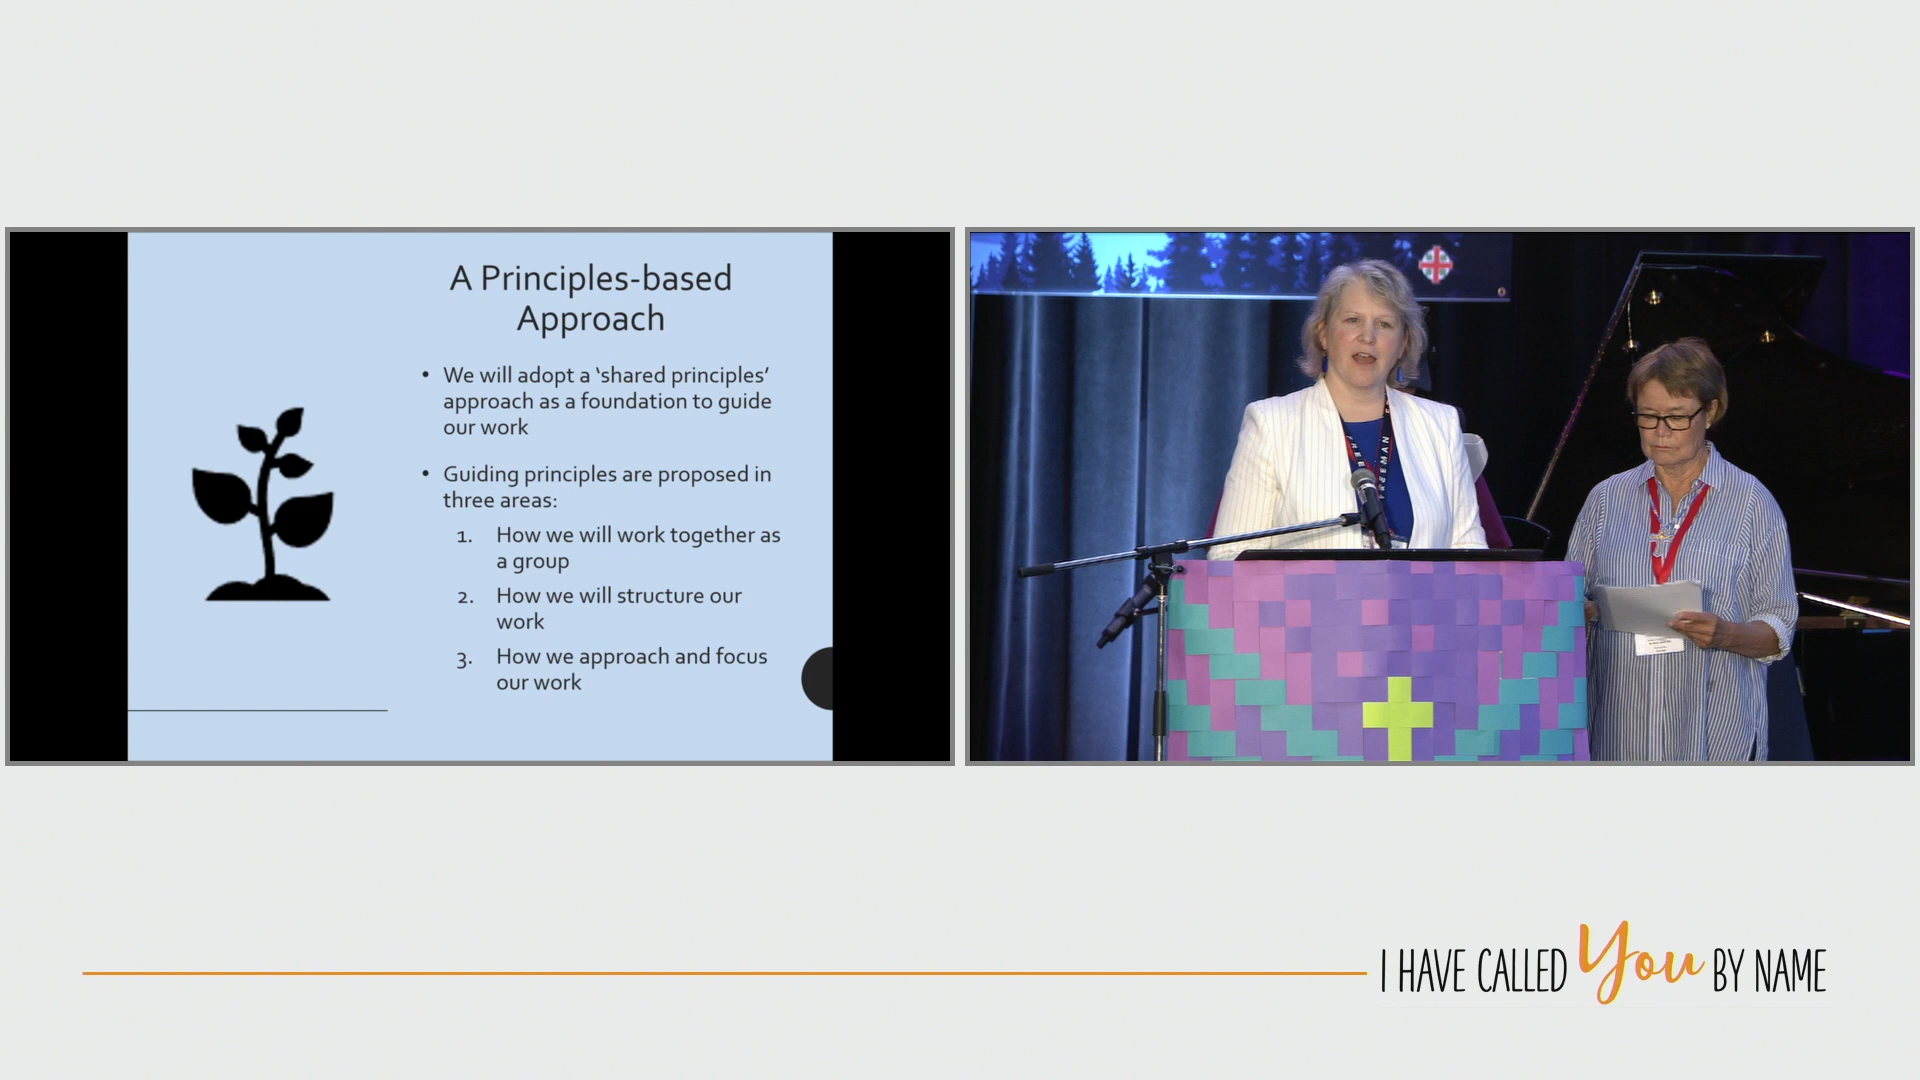 A Principles-based
Approach
• We will adopt a ‘shared principles’
approach as a foundation to guide
our work
• Guiding principles are proposed in
three areas:
1. How we will work together as
a group
2. How we will structure our
work
3. How we approach and focus
our work
FREEMAN
I HAVE CALLED You BY NAME